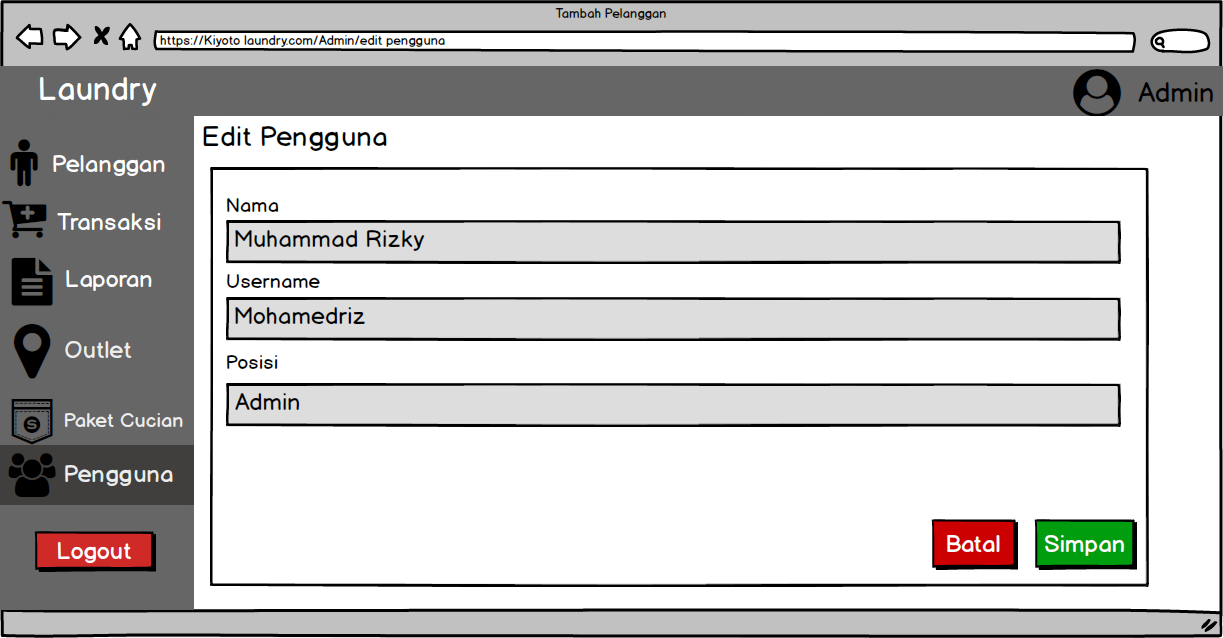 Tambah Pelanggan
https://Kiyoto laundry.com/Admin/edit pengguna
Laundry
Admin
Pelanggan
Transaksi
Laporan
Outlet
Paket Cucian
Pengguna
Logout
Edit Pengguna
Nama
Muhammad Rizky
Username
Mohamedriz
Posisi
Admin
Batal
Simpan